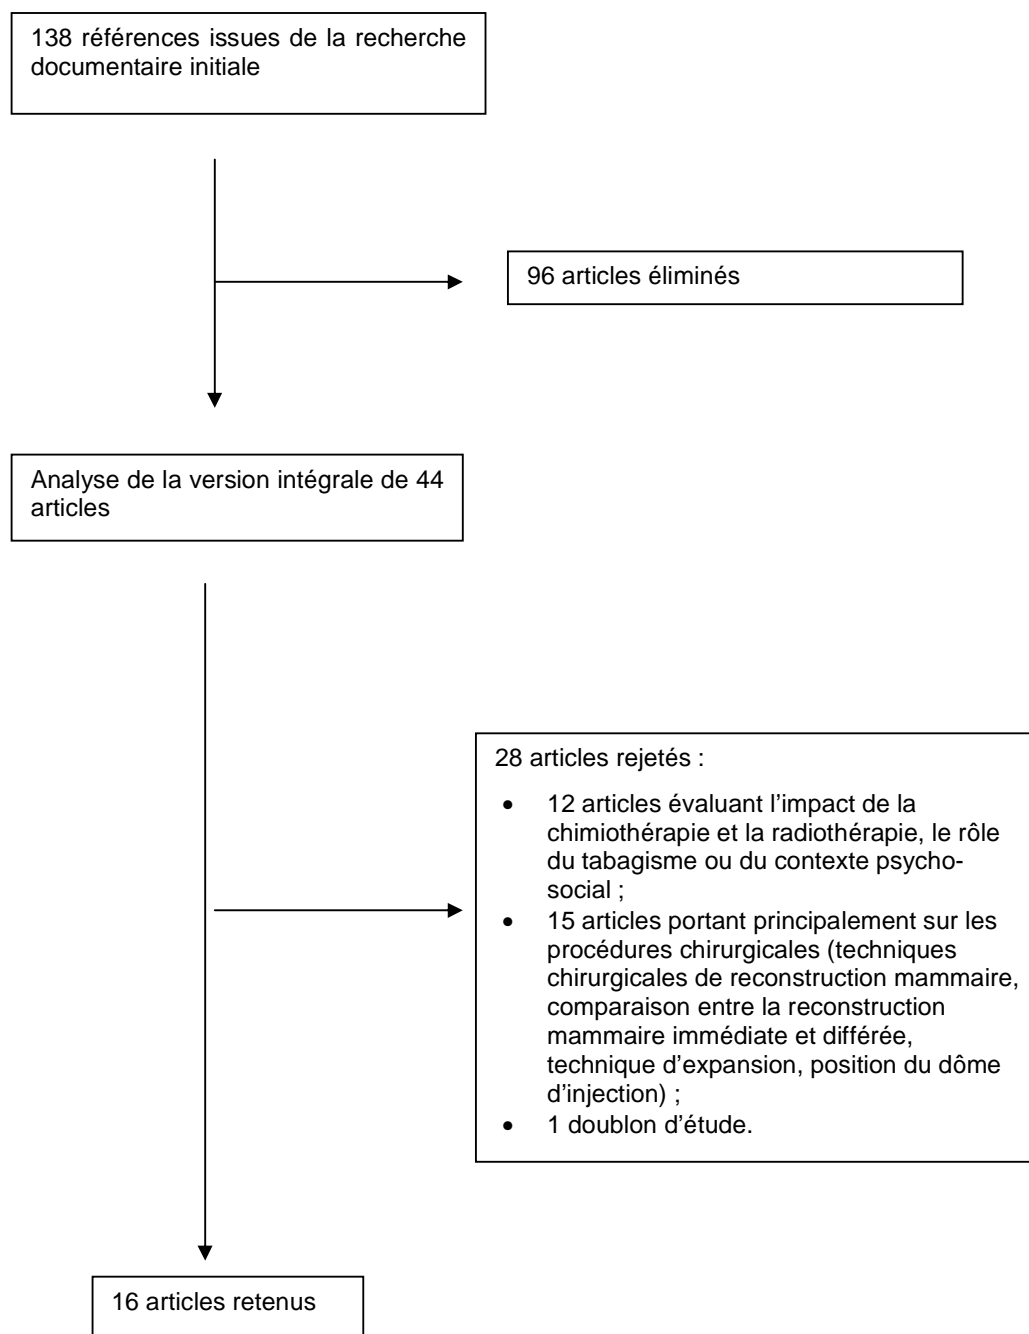 138 références issues de la recherche
documentaire initiale
96 articles éliminés
Analyse de la version intégrale de 44
articles
28 articles rejetés :
• 12 articles évaluant l'impact de la
chimiothérapie et la radiothérapie, le rôle
du tabagisme ou du contexte psycho-
social ;
• 15 articles portant principalement sur les
procédures chirurgicales (techniques
chirurgicales de reconstruction mammaire,
comparaison entre la reconstruction
mammaire immédiate et différée,
technique d'expansion, position du dôme
d'injection) ;
• 1 doublon d'étude.
16 articles retenus